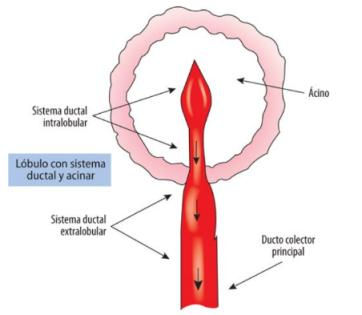 Ácino
Sistema ductal
intralobular
Lóbulo con sistema
ductal y acinar
Sistema ductal
extralobular
Ducto colector
principal